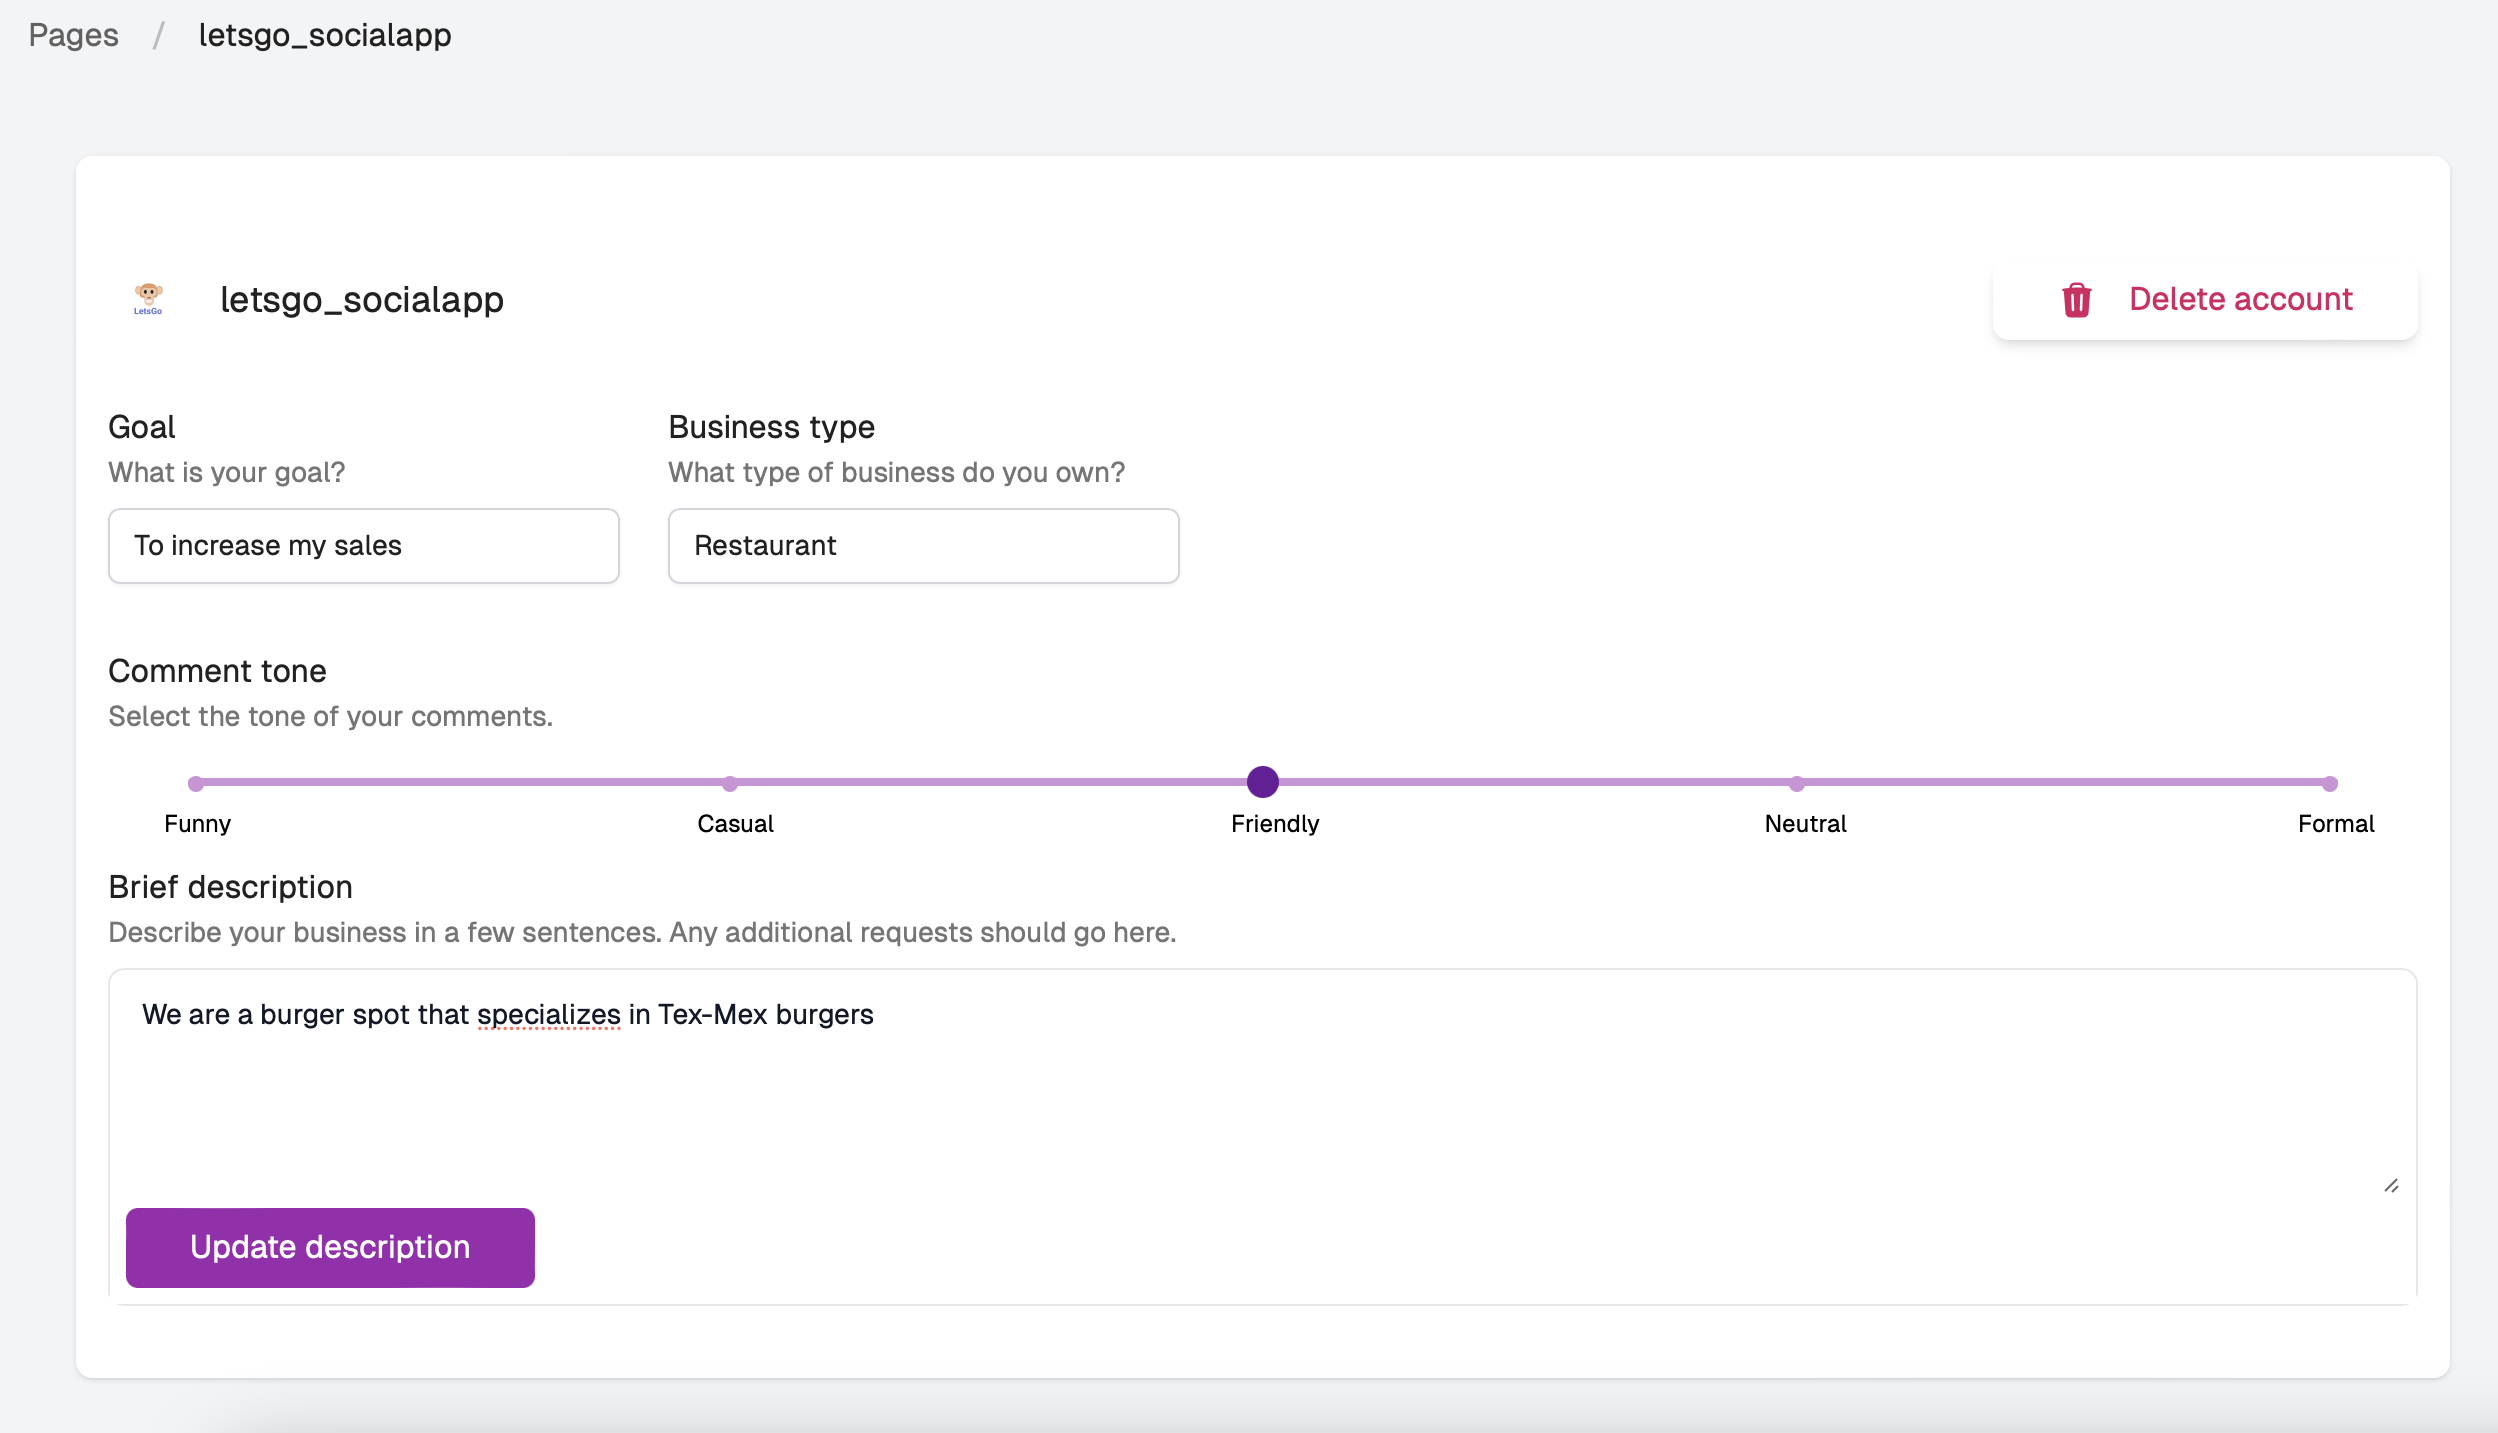 Pages / letsgo_socialapp
LetsGo
letsgo_socialapp
Delete account
Goal
What is your goal?
To increase my sales
Business type
What type of business do you own?
Restaurant
Comment tone
Select the tone of your comments.
Funny
Casual
Friendly
Neutral
Formal
Brief description
Describe your business in a few sentences. Any additional requests should go here.
We are a burger spot that specializes in Tex-Mex burgers
Update description